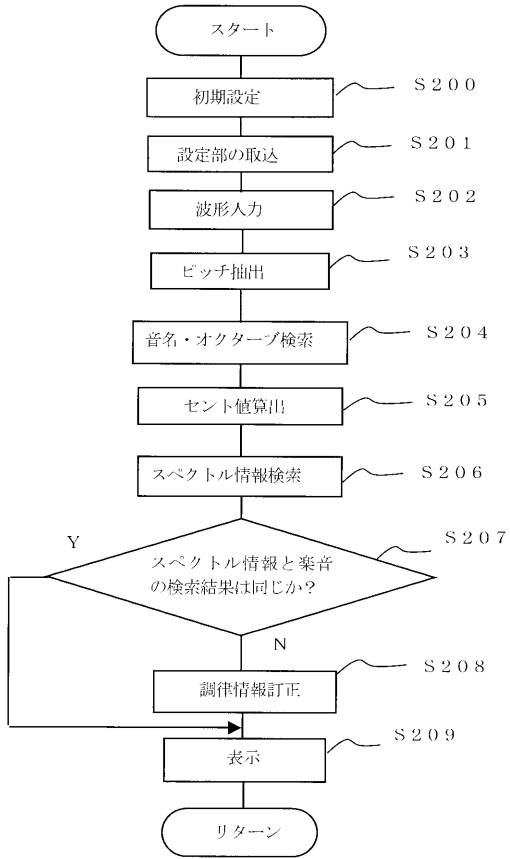 スタート
初期設定
S200
設定部の取込
S201
波形入力
S202
ピッチ抽出
S203
音名・オクターブ検索
S204
セント値算出
S205
スペクトル情報検索
S206
Y
スペクトル情報と楽音
の検索結果は同じか？
S207
N
調律情報訂正
S208
表示
S209
リターン